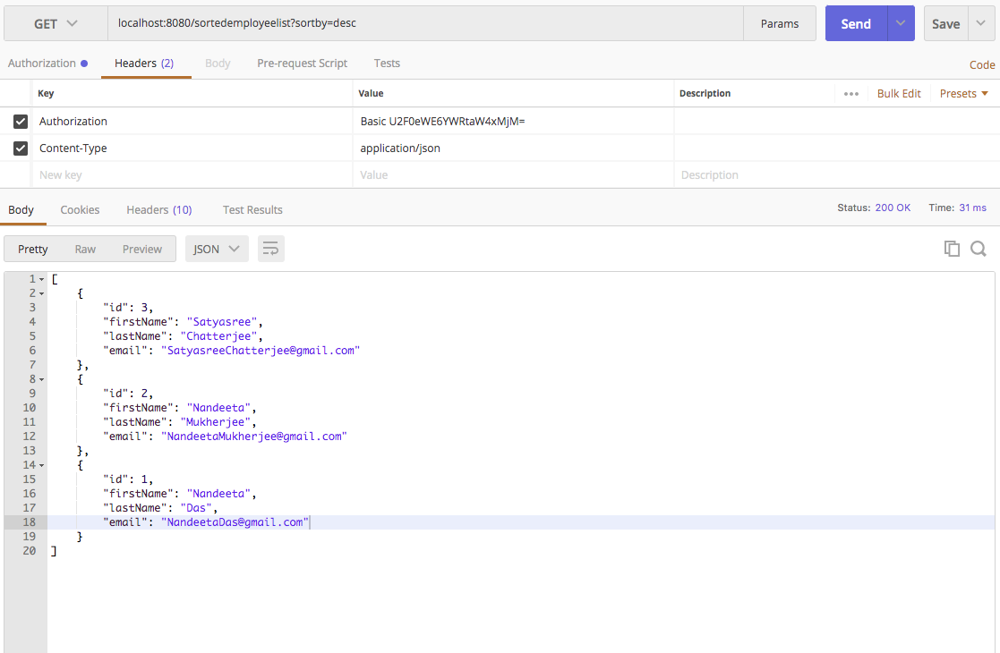 GET localhost:8080/sortedemployeelist?sortby=desc Params Send Save
Authorization Headers (2) Body Pre-request Script Tests Code
Key Value Description ••• Bulk Edit Presets
Authorization Basic U2F0eWE6YWRtaW4xMjM=
Content-Type application/json
New key Value Description
Body Cookies Headers (10) Test Results Status: 200 OK Time: 31 ms
Pretty Raw Preview JSON
1 [
2 {
3 "id": 3,
4 "firstName": "Satyasree",
5 "lastName": "Chatterjee",
6 "email": "SatyasreeChatterjee@gmail.com"
7 },
8 {
9 "id": 2,
10 "firstName": "Nandeeta",
11 "lastName": "Mukherjee",
12 "email": "NandeetaMukherjee@gmail.com"
13 },
14 {
15 "id": 1,
16 "firstName": "Nandeeta",
17 "lastName": "Das",
18 "email": "NandeetaDas@gmail.com"
19 }
20 ]